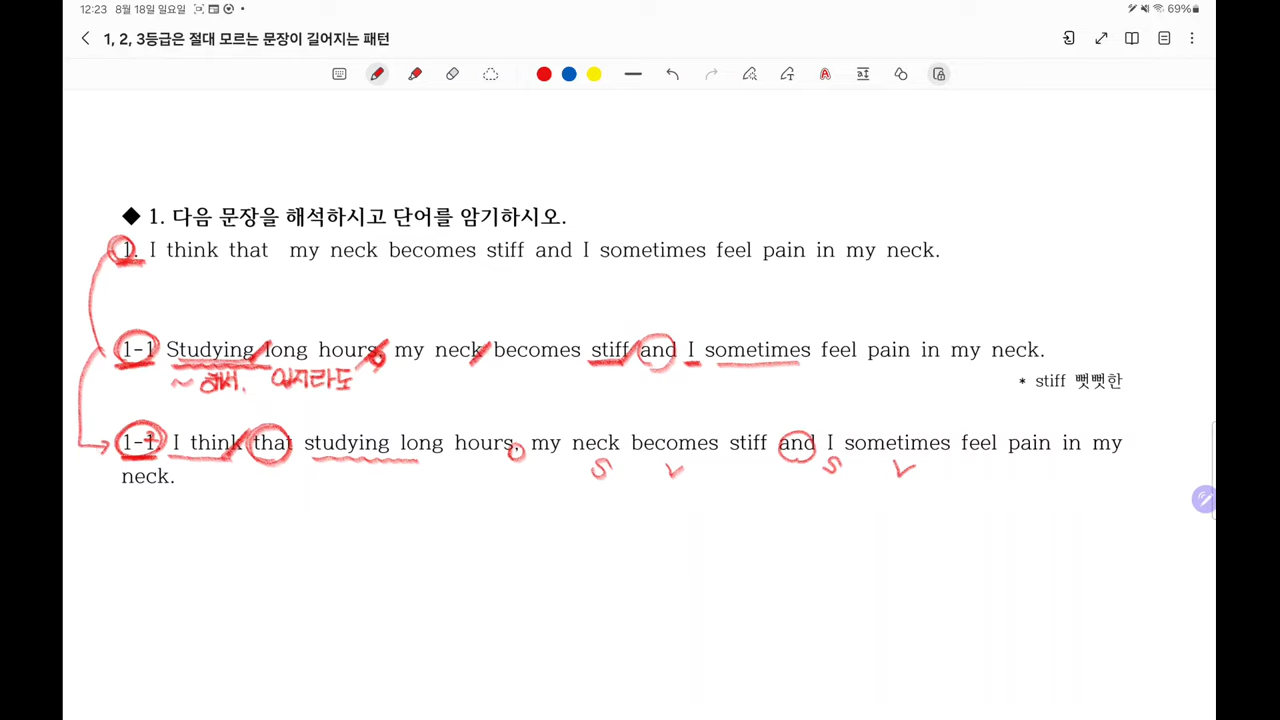 12:23 8월 18일 일요일 69%
1, 2, 3등급은 절대 모르는 문장이 길어지는 패턴
◆ 1. 다음 문장을 해석하시고 단어를 암기하시오.
1. I think that my neck becomes stiff and I sometimes feel pain in my neck.
1-1 Studying long hours, my neck becomes stiff and I sometimes feel pain in my neck.
~ 해서.
* stiff 뻣뻣한
1-1 I think that studying long hours, my neck becomes stiff and I sometimes feel pain in my
S V S V
neck.